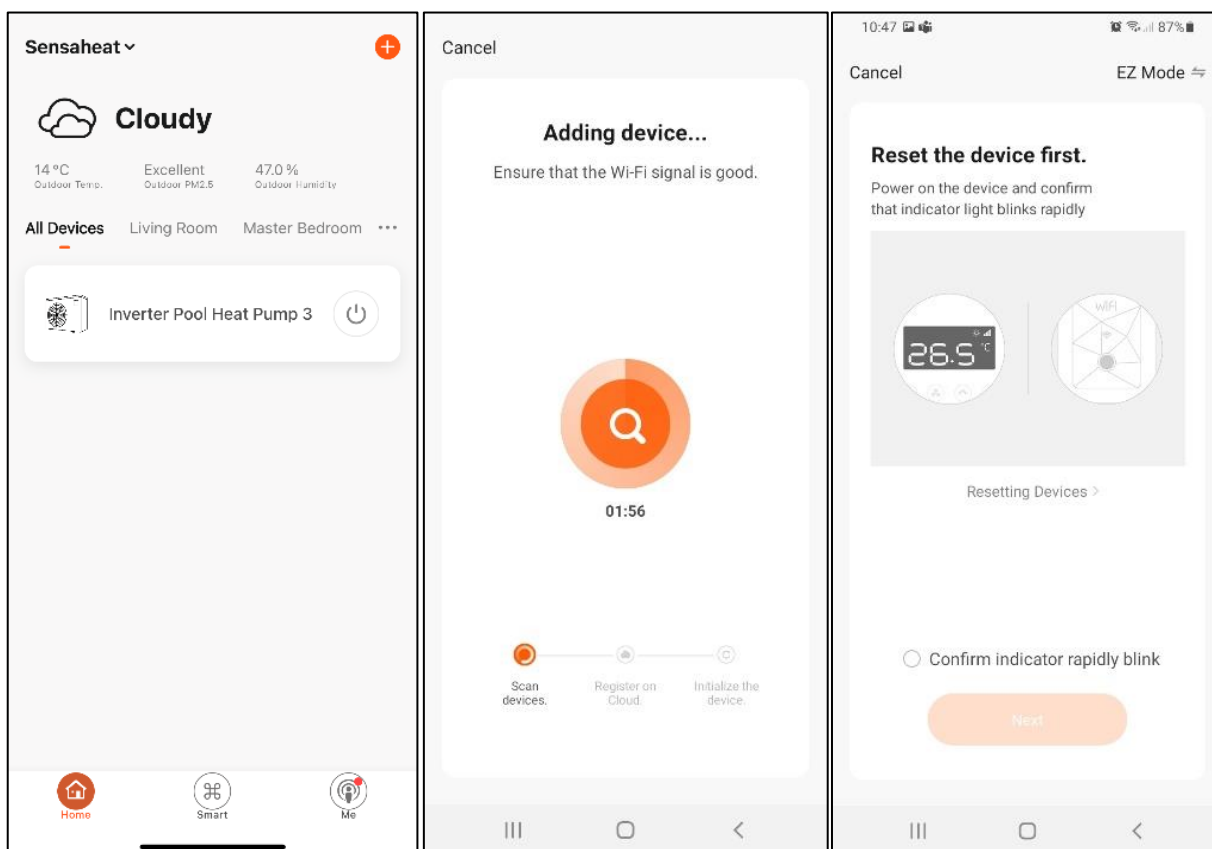 Sensaheat
Cloudy
14 °C
Excellent
47.0 %
Outdoor Temp.
Outdoor PM2.5
Outdoor Humidity
All Devices
Living Room
Master Bedroom
Inverter Pool Heat Pump 3
Home
Smart
Me
Cancel
Adding device...
Ensure that the Wi-Fi signal is good.
01:56
Scan
devices.
Register on
Cloud.
Initialize the
device.
10:47
87%
Cancel
EZ Mode
Reset the device first.
Power on the device and confirm
that indicator light blinks rapidly
26.5 °C
WIFI
Resetting Devices >
Confirm indicator rapidly blink
Next